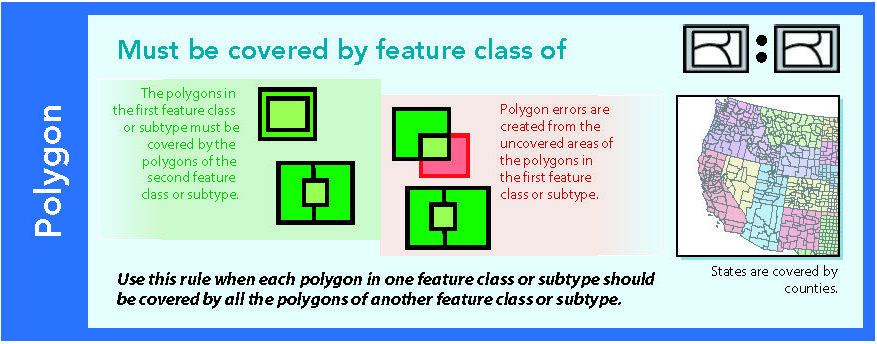 Polygon
Must be covered by feature class of
The polygons in
the first feature class
or subtype must be
covered by the
polygons of the
second feature
class or subtype.
Polygon errors are
created from the
uncovered areas of
the polygons in
the first feature
class or subtype.
States are covered by
counties.
Use this rule when each polygon in one feature class or subtype should
be covered by all the polygons of another feature class or subtype.